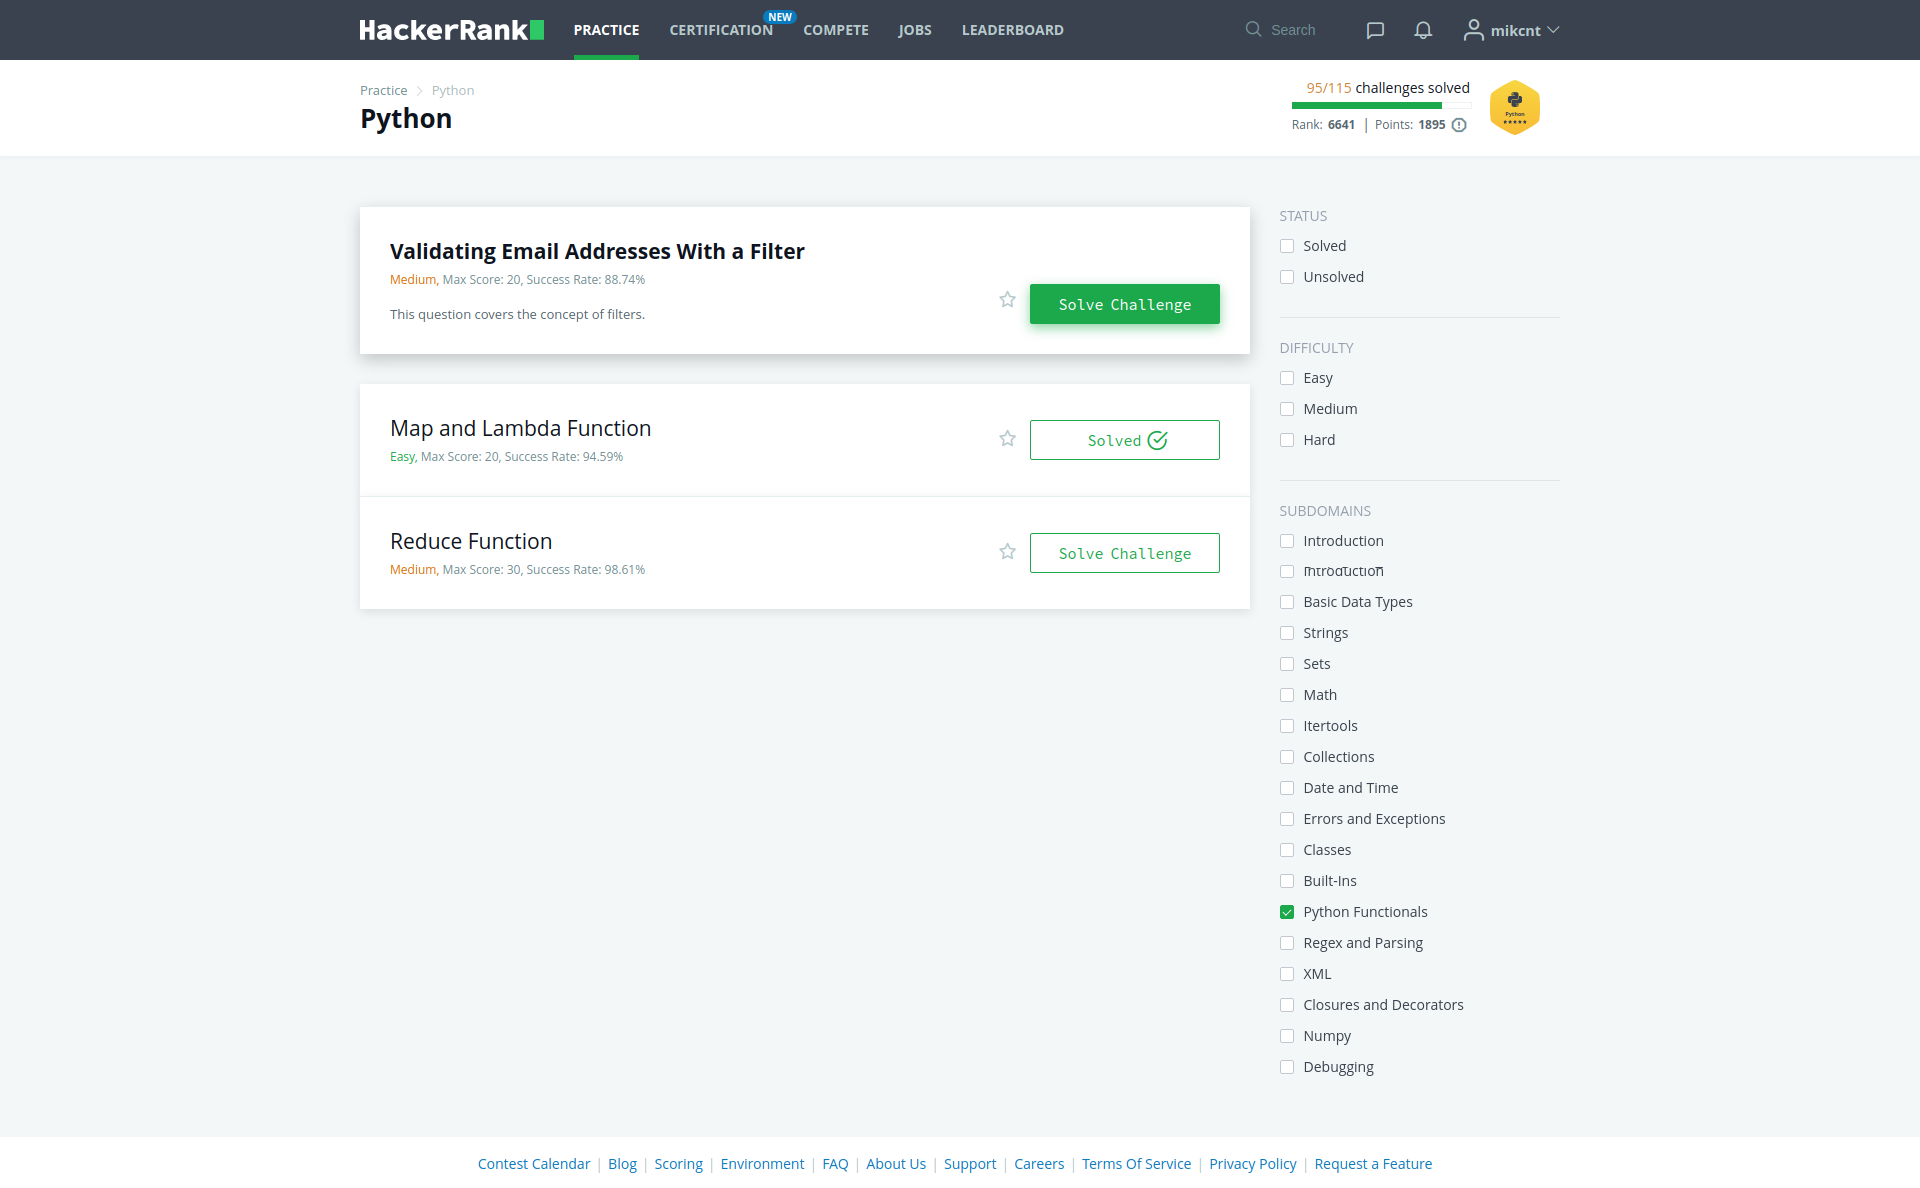 HackerRank
PRACTICE
CERTIFICATION
NEW
COMPETE
JOBS
LEADERBOARD
Search
mikcnt
Practice
Python
Python
95/115 challenges solved
Rank: 6641 | Points: 1895
Python
Validating Email Addresses With a Filter
Medium, Max Score: 20, Success Rate: 88.74%
This question covers the concept of filters.
Solve Challenge
Map and Lambda Function
Easy, Max Score: 20, Success Rate: 94.59%
Solved
Reduce Function
Medium, Max Score: 30, Success Rate: 98.61%
Solve Challenge
STATUS
Solved
Unsolved
DIFFICULTY
Easy
Medium
Hard
SUBDOMAINS
Introduction
Introduction
Basic Data Types
Strings
Sets
Math
Itertools
Collections
Date and Time
Errors and Exceptions
Classes
Built-Ins
Python Functionals
Regex and Parsing
XML
Closures and Decorators
Numpy
Debugging
Contest Calendar | Blog | Scoring | Environment | FAQ | About Us | Support | Careers | Terms Of Service | Privacy Policy | Request a Feature